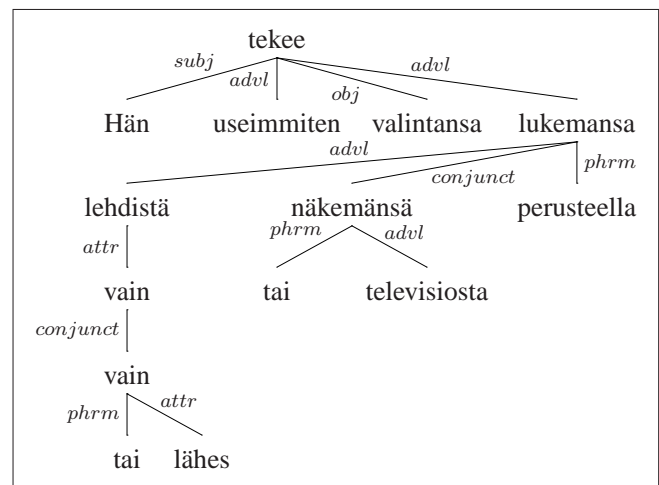 tekee
subj advl obj advl
Hän useimmiten valintansa lukemansa
advl conjunct phrm
lehdistä näkemänsä perusteella
attr phrm advl
vain tai televisiosta
conjunct
vain
phrm attr
tai lähes